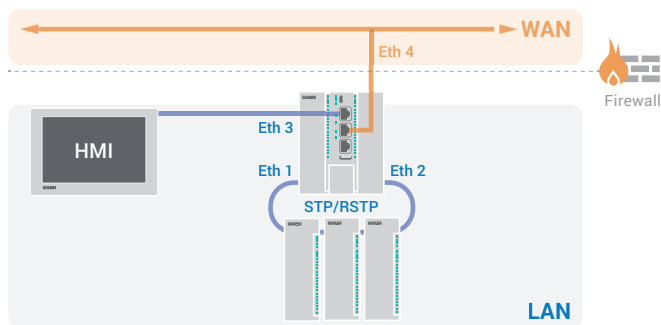 WAN
Eth 4
Firewall
Eth 3
HMI
Eth 1
Eth 2
STP/RSTP
LAN